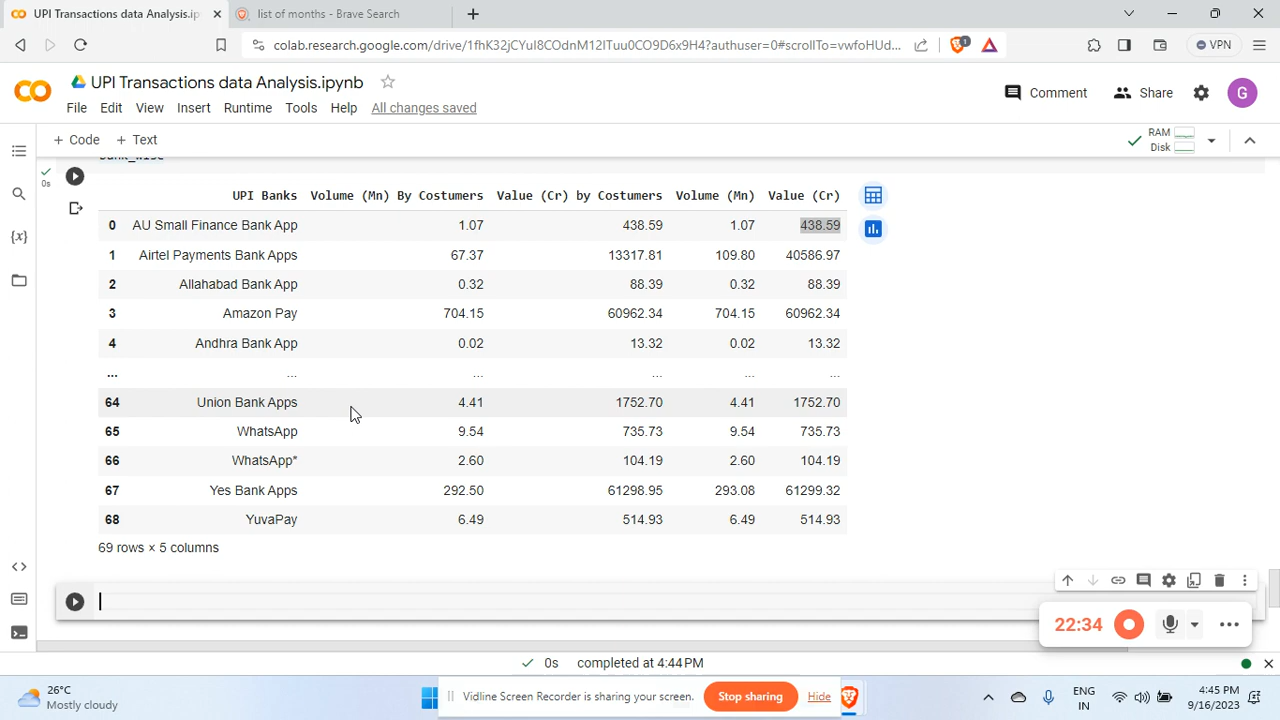 UPI Transactions data Analysis.ip
list of months - Brave Search
colab.research.google.com/drive/1fhK32jCYuI8COdnM12ITuu0CO9D6x9H4?authuser=0#scrollTo=vwfoHUd...
1
VPN
UPI Transactions data Analysis.ipynb
File Edit View Insert Runtime Tools Help All changes saved
Comment Share G
+ Code + Text
RAM
Disk
bank_wise
0s
UPI Banks Volume (Mn) By Costumers Value (Cr) by Costumers Volume (Mn) Value (Cr)
0 AU Small Finance Bank App 1.07 438.59 1.07 438.59
1 Airtel Payments Bank Apps 67.37 13317.81 109.80 40586.97
2 Allahabad Bank App 0.32 88.39 0.32 88.39
3 Amazon Pay 704.15 60962.34 704.15 60962.34
4 Andhra Bank App 0.02 13.32 0.02 13.32
... ... ... ... ... ...
64 Union Bank Apps 4.41 1752.70 4.41 1752.70
65 WhatsApp 9.54 735.73 9.54 735.73
66 WhatsApp* 2.60 104.19 2.60 104.19
67 Yes Bank Apps 292.50 61298.95 293.08 61299.32
68 YuvaPay 6.49 514.93 6.49 514.93
69 rows × 5 columns
22:34
0s completed at 4:44 PM
26°C
Mostly cloudy
Vidline Screen Recorder is sharing your screen. Stop sharing Hide
ENG
IN
4:45 PM
9/16/2023